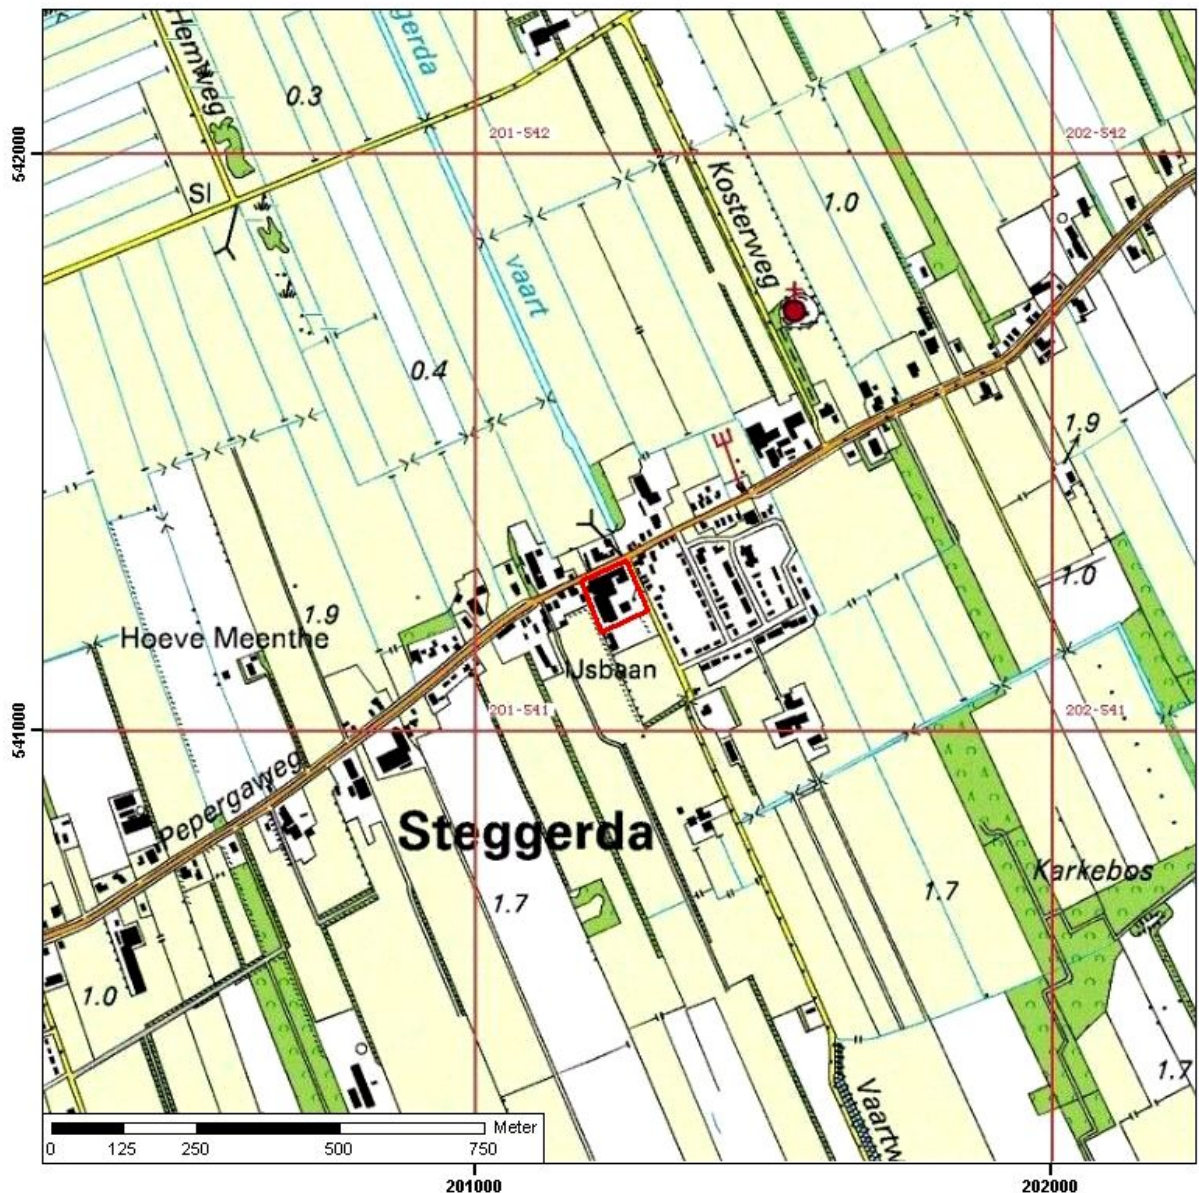 Hemweg
ggerda
0.3
201-542
202-542
542000
Sl
Kosterweg
1.0
vaart
0.4
1.9
E
1.0
1.9
Hoeve Meenthe
IJsbaan
201-541
202-541
541000
Pepergaweg
Steggerda
Karkebos
1.7
1.7
1.0
1.7
Vaartw
Meter
0 125 250 500 750
201000 202000